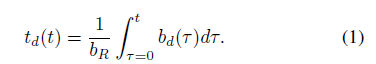 t_d(t) = \frac{1}{b_R} \int_{\tau=0}^{t} b_d(\tau) d\tau. (1)